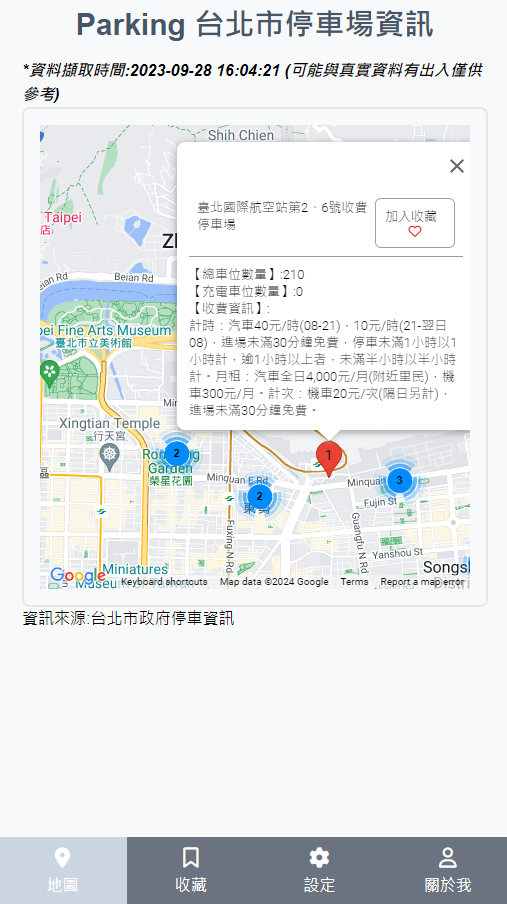 Parking 台北市停車場資訊
*資料擷取時間:2023-09-28 16:04:21 (可能與真實資料有出入僅供
參考)
Shih Chien
Taipei
店
Beian Rd
Beian Rd
ei Fine Arts Museum
臺北市立美術館
臺北國際航空站第2、6號收費
停車場
加入收藏
【總車位數量】:210
【充電車位數量】:0
【收費資訊】:
計時：汽車40元/時(08-21)，10元/時(21-翌日
08)，進場未滿30分鐘免費，停車未滿1小時以1
小時計，逾1小時以上者，未滿半小時以半小時
計。月租：汽車全日4,000元/月(附近里民)，機
車300元/月。計次：機車20元/次(隔日另計)，
進場未滿30分鐘免費。
Xingtian Temple
行天宮
2
Garden
榮星花園
1
區
Minquan E Rd
2
3
Fujin St
Fuxing N Rd
Guangfu N Rd
Yanshou St
Miniatures
Google
Keyboard shortcuts
Map data ©2024 Google
Terms
Report a map error
資訊來源:台北市政府停車資訊
地圖
收藏
設定
關於我